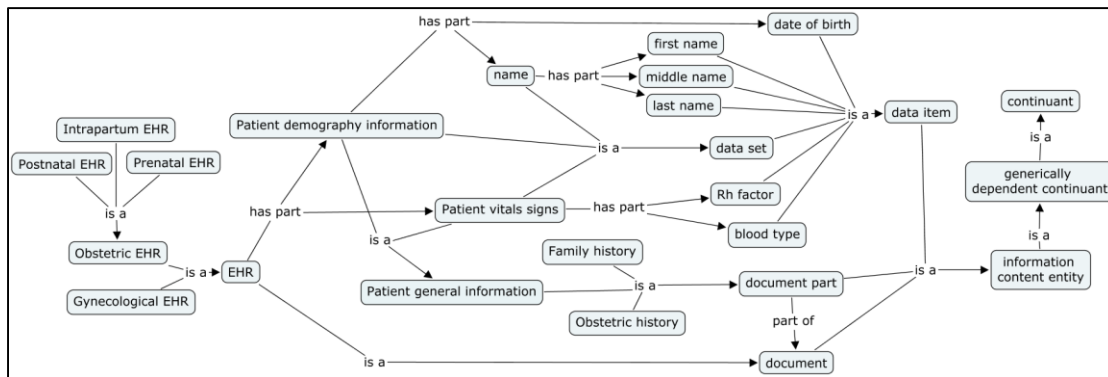 has part
date of birth
first name
name
has part
middle name
last name
continuant
Intrapartum EHR
Patient demography information
is a
data item
is a
Postnatal EHR
Prenatal EHR
is a
data set
generically
dependent continuant
is a
has part
Patient vitals signs
has part
Rh factor
blood type
is a
is a
Obstetric EHR
is a
EHR
Family history
is a
information
content entity
Gynecological EHR
Patient general information
is a
document part
Obstetric history
part of
is a
document